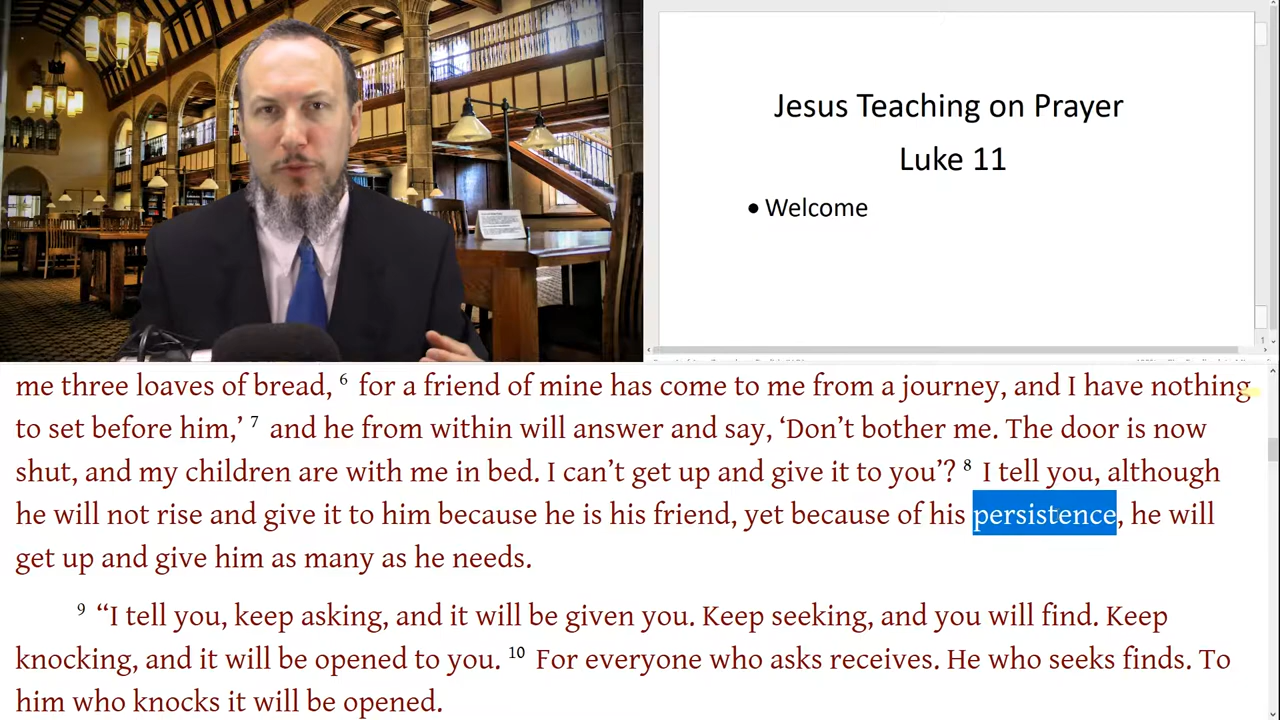 Jesus Teaching on Prayer
Luke 11
• Welcome
me three loaves of bread, 6 for a friend of mine has come to me from a journey, and I have nothing
to set before him,’ 7 and he from within will answer and say, ‘Don’t bother me. The door is now
shut, and my children are with me in bed. I can’t get up and give it to you’? 8 I tell you, although
he will not rise and give it to him because he is his friend, yet because of his persistence, he will
get up and give him as many as he needs.
9 “I tell you, keep asking, and it will be given you. Keep seeking, and you will find. Keep
knocking, and it will be opened to you. 10 For everyone who asks receives. He who seeks finds. To
him who knocks it will be opened.